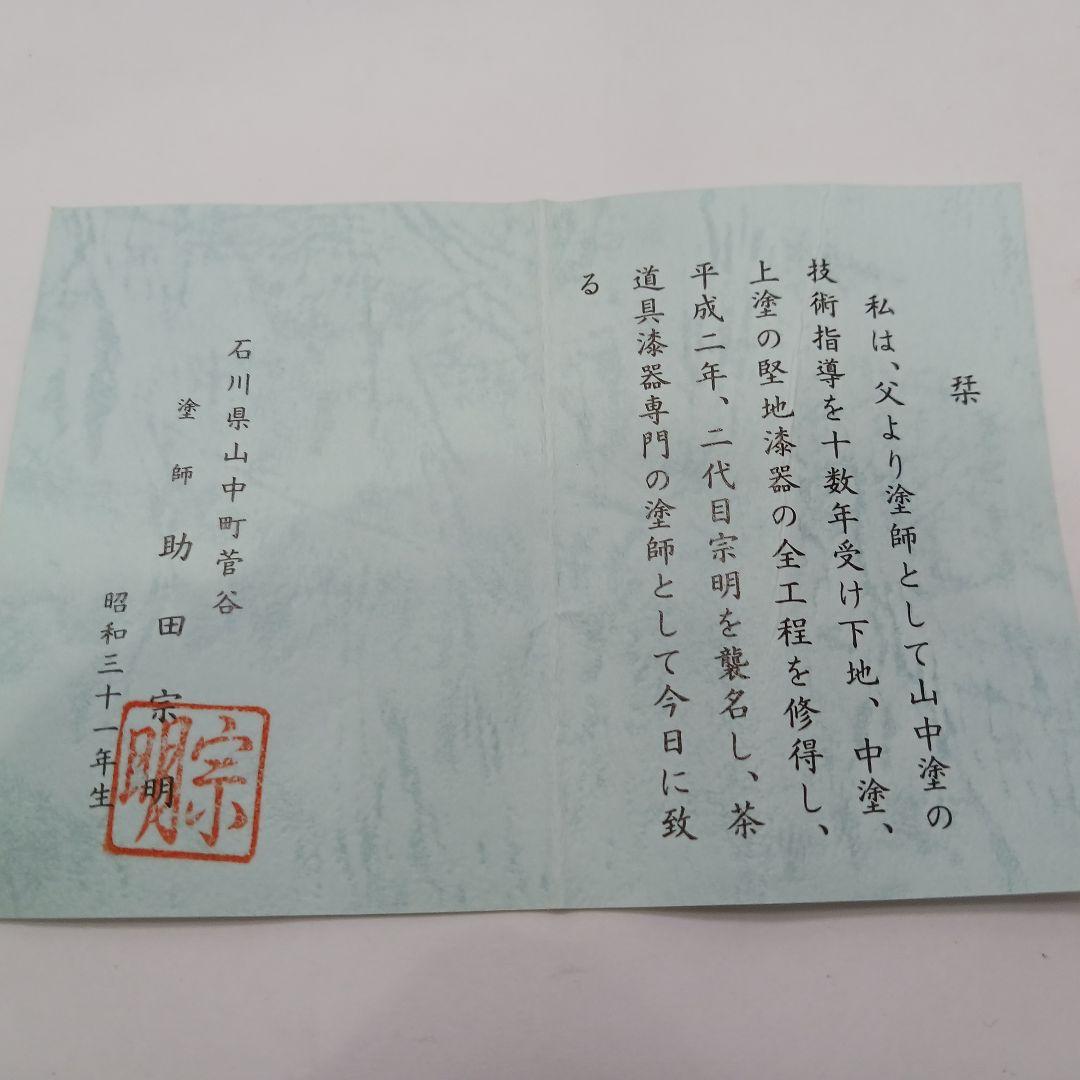 栞
私は、父より塗師として山中塗の
技術指導を十数年受け下地、中塗、
上塗の堅地漆器の全工程を修得し、
平成二年、二代目宗明を襲名し、茶
道具漆器専門の塗師として今日に致
る
石川県山中町菅谷
塗師 助田宗明
昭和三十一年生
宗明